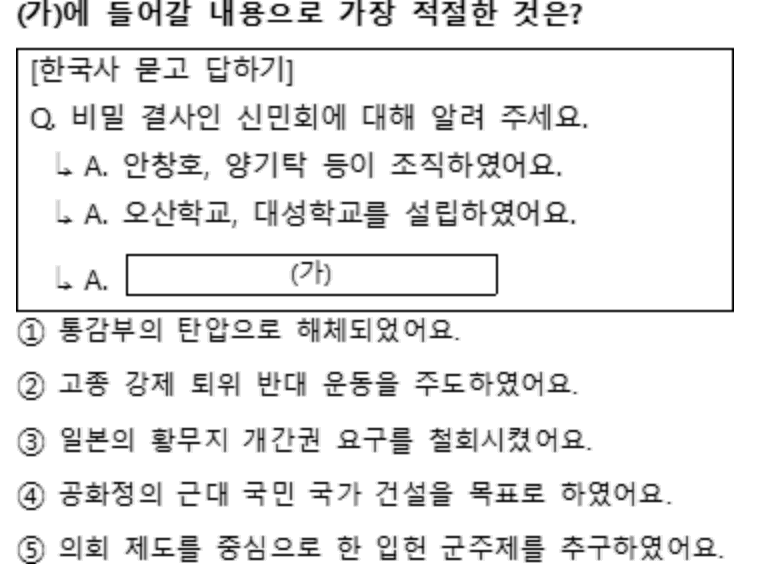 (가)에 들어갈 내용으로 가장 적절한 것은?
[한국사 묻고 답하기]
Q. 비밀 결사인 신민회에 대해 알려 주세요.
↳ A. 안창호, 양기탁 등이 조직하였어요.
↳ A. 오산학교, 대성학교를 설립하였어요.
↳ A. (가)
① 통감부의 탄압으로 해체되었어요.
② 고종 강제 퇴위 반대 운동을 주도하였어요.
③ 일본의 황무지 개간권 요구를 철회시켰어요.
④ 공화정의 근대 국민 국가 건설을 목표로 하였어요.
⑤ 의회 제도를 중심으로 한 입헌 군주제를 추구하였어요.